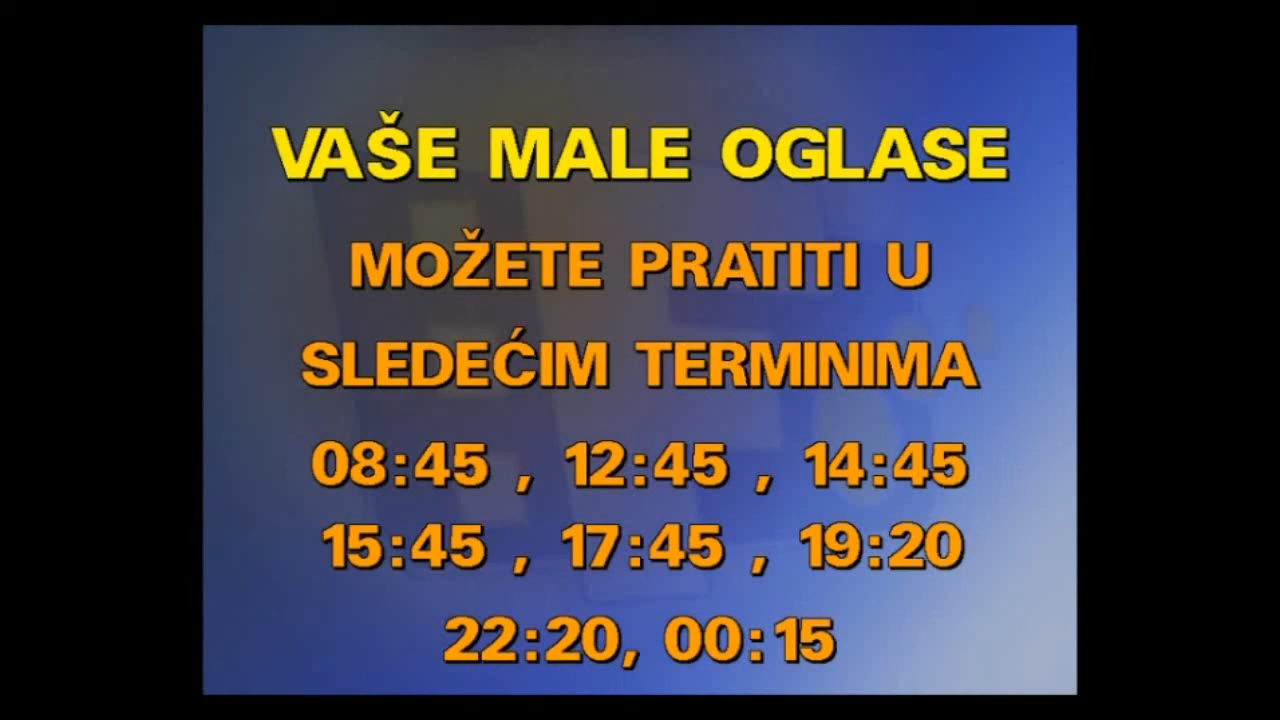 VAŠE MALE OGLASE
MOŽETE PRATITI U
SLEDEĆIM TERMINIMA
08:45 , 12:45 , 14:45
15:45 , 17:45 , 19:20
22:20, 00:15